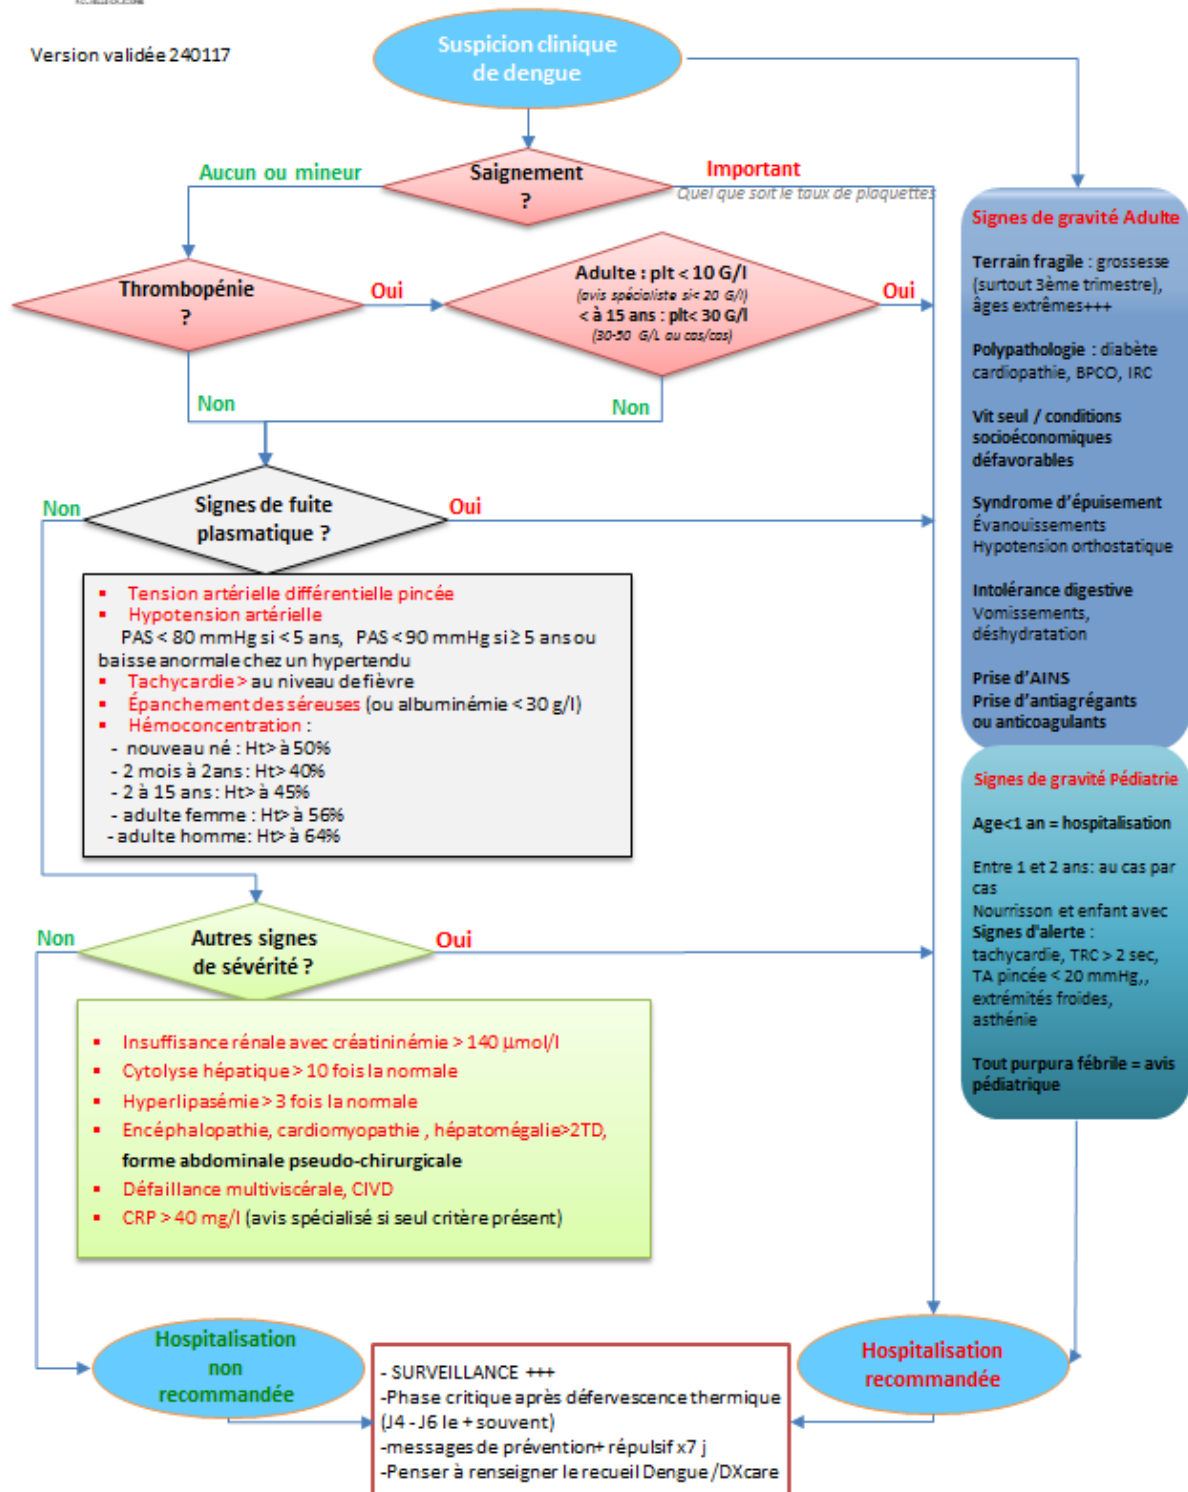 Version validée 240117
Suspicion clinique
de dengue
Aucun ou mineur
Saignement
?
Important
Quel que soit le taux de plaquettes
Thrombopénie
?
Oui
Adulte : plt < 10 G/l
(avis spécialiste si< 20 G/l)
< à 15 ans : plt< 30 G/l
(30-50 G/L au cas/cas)
Oui
Non
Non
Non
Signes de fuite
plasmatique ?
Oui
▪ Tension artérielle différentielle pincée
▪ Hypotension artérielle
PAS < 80 mmHg si < 5 ans, PAS < 90 mmHg si ≥ 5 ans ou
baisse anormale chez un hypertendu
▪ Tachycardie > au niveau de fièvre
▪ Épanchement des séreuses (ou albuminémie < 30 g/l)
▪ Hémoconcentration :
- nouveau né : Ht> à 50%
- 2 mois à 2ans : Ht> 40%
- 2 à 15 ans : Ht> à 45%
- adulte femme : Ht> à 56%
- adulte homme: Ht> à 64%
Non
Autres signes
de sévérité ?
Oui
▪ Insuffisance rénale avec créatininémie > 140 µmol/l
▪ Cytolyse hépatique > 10 fois la normale
▪ Hyperlipasémie > 3 fois la normale
▪ Encéphalopathie, cardiomyopathie , hépatomégalie>2TD,
forme abdominale pseudo-chirurgicale
▪ Défaillance multiviscérale, CIVD
▪ CRP > 40 mg/l (avis spécialisé si seul critère présent)
Signes de gravité Adulte
Terrain fragile : grossesse
(surtout 3ème trimestre),
âges extrêmes+++
Polypathologie : diabète
cardiopathie, BPCO, IRC
Vit seul / conditions
socioéconomiques
défavorables
Syndrome d'épuisement
Évanouissements
Hypotension orthostatique
Intolérance digestive
Vomissements,
déshydratation
Prise d'AINS
Prise d'antiagrégants
ou anticoagulants
Signes de gravité Pédiatrie
Age<1 an = hospitalisation
Entre 1 et 2 ans: au cas par
cas
Nourrisson et enfant avec
Signes d'alerte :
tachycardie, TRC > 2 sec,
TA pincée < 20 mmHg,,
extrémités froides,
asthénie
Tout purpura fébrile = avis
pédiatrique
Hospitalisation
non
recommandée
- SURVEILLANCE +++
-Phase critique après défervescence thermique
(J4 - J6 le + souvent)
-messages de prévention+ répulsif x7 j
-Penser à renseigner le recueil Dengue /DXcare
Hospitalisation
recommandée